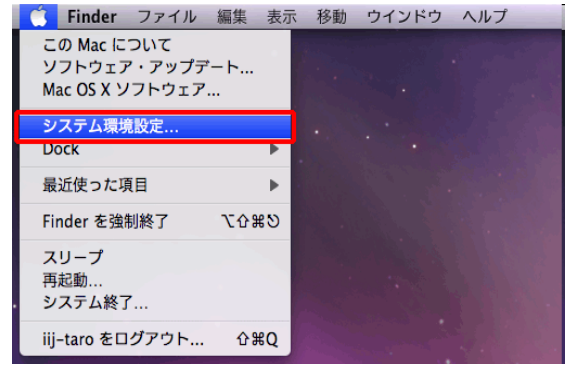 Finder ファイル 編集 表示 移動 ウインドウ ヘルプ
この Mac について
ソフトウェア・アップデート...
Mac OS X ソフトウェア...
システム環境設定...
Dock
最近使った項目
Finder を強制終了 ⌥⇧⌘⎋
スリープ
再起動...
システム終了...
iij-taro をログアウト... ⇧⌘Q